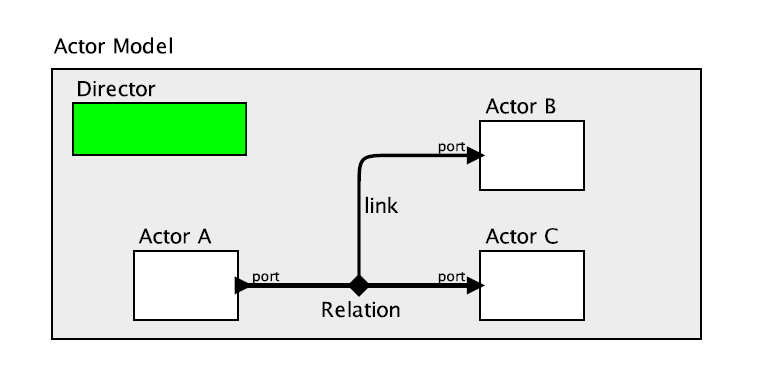 Actor Model
Director
Actor B
port
link
Actor A
Actor C
port
port
Relation